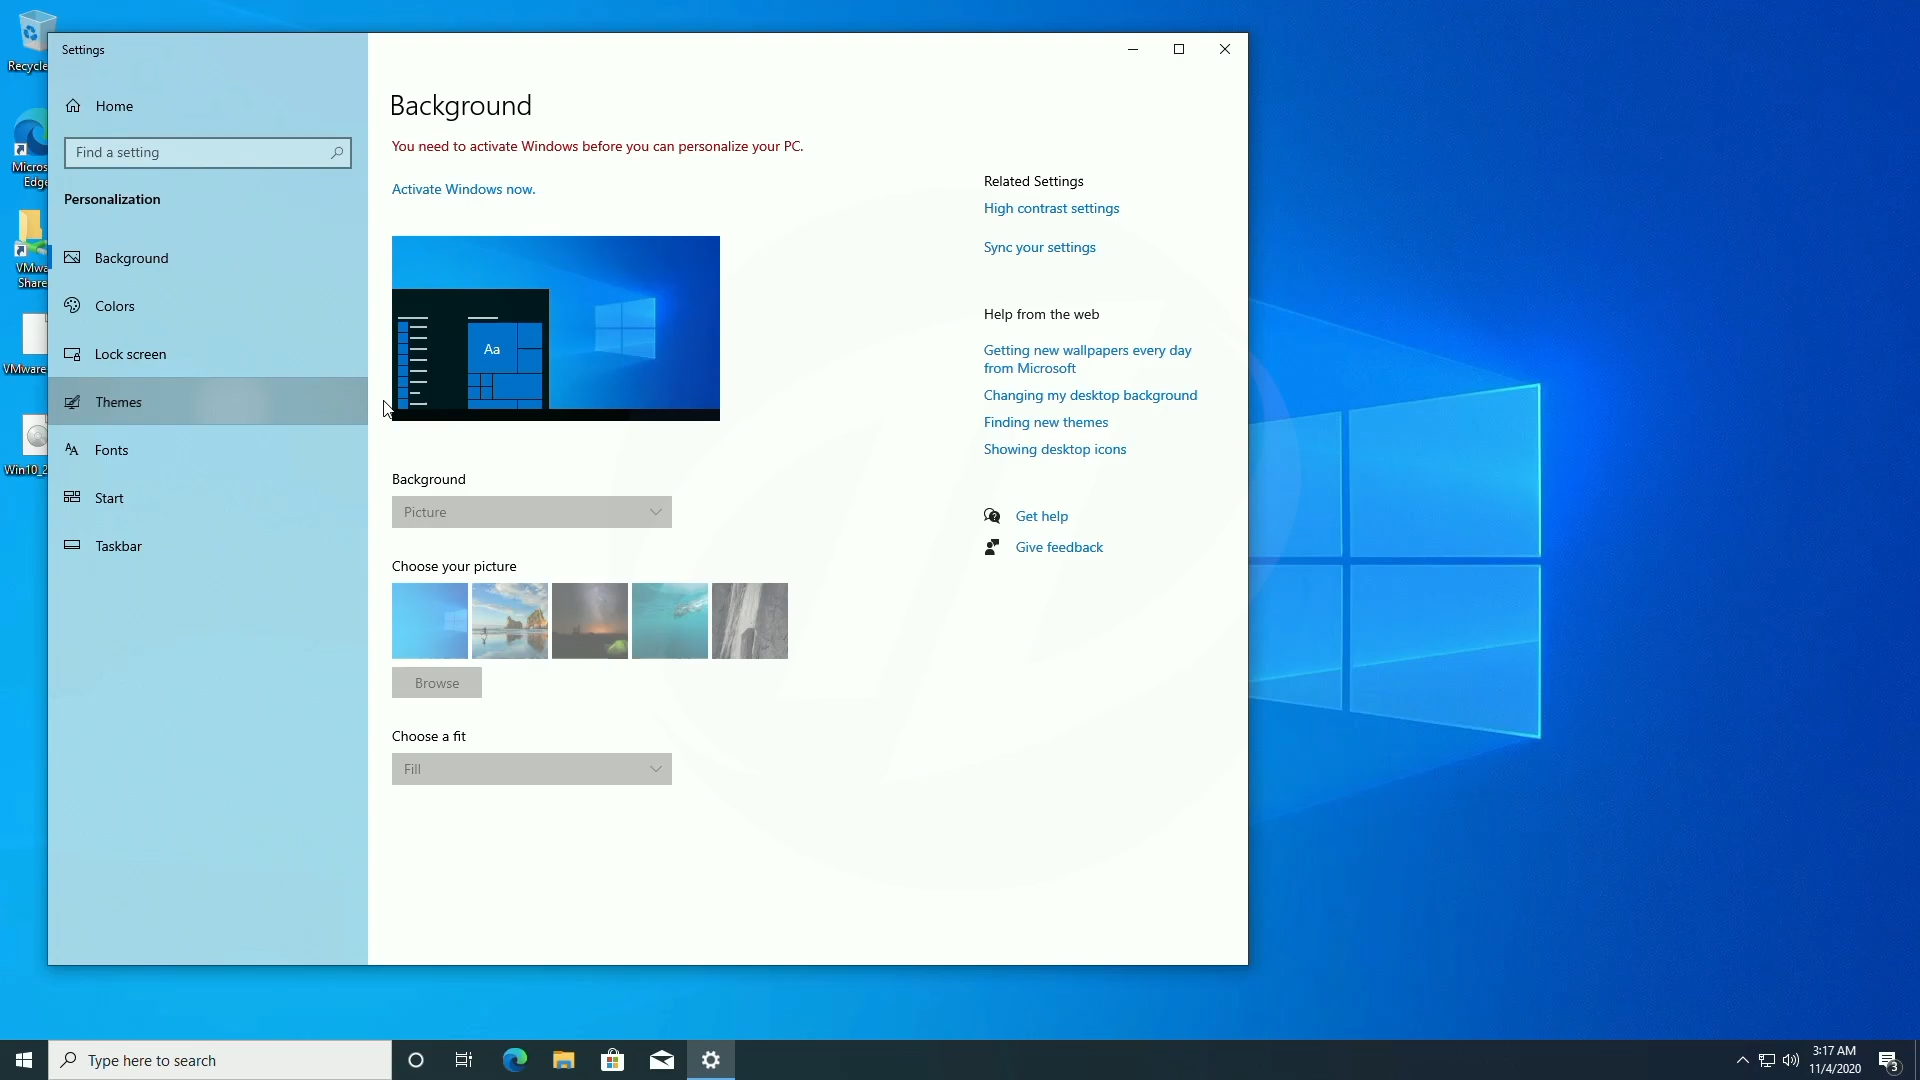 Recycle
Settings
Home
Find a setting
Personalization
Background
Colors
Lock screen
Themes
Fonts
Start
Taskbar
Micros
Edge
VMwa
Share
VMware
Win10_2
Background
You need to activate Windows before you can personalize your PC.
Activate Windows now.
Aa
Background
Picture
Choose your picture
Browse
Choose a fit
Fill
Related Settings
High contrast settings
Sync your settings
Help from the web
Getting new wallpapers every day
from Microsoft
Changing my desktop background
Finding new themes
Showing desktop icons
Get help
Give feedback
Type here to search
3:17 AM
11/4/2020
3